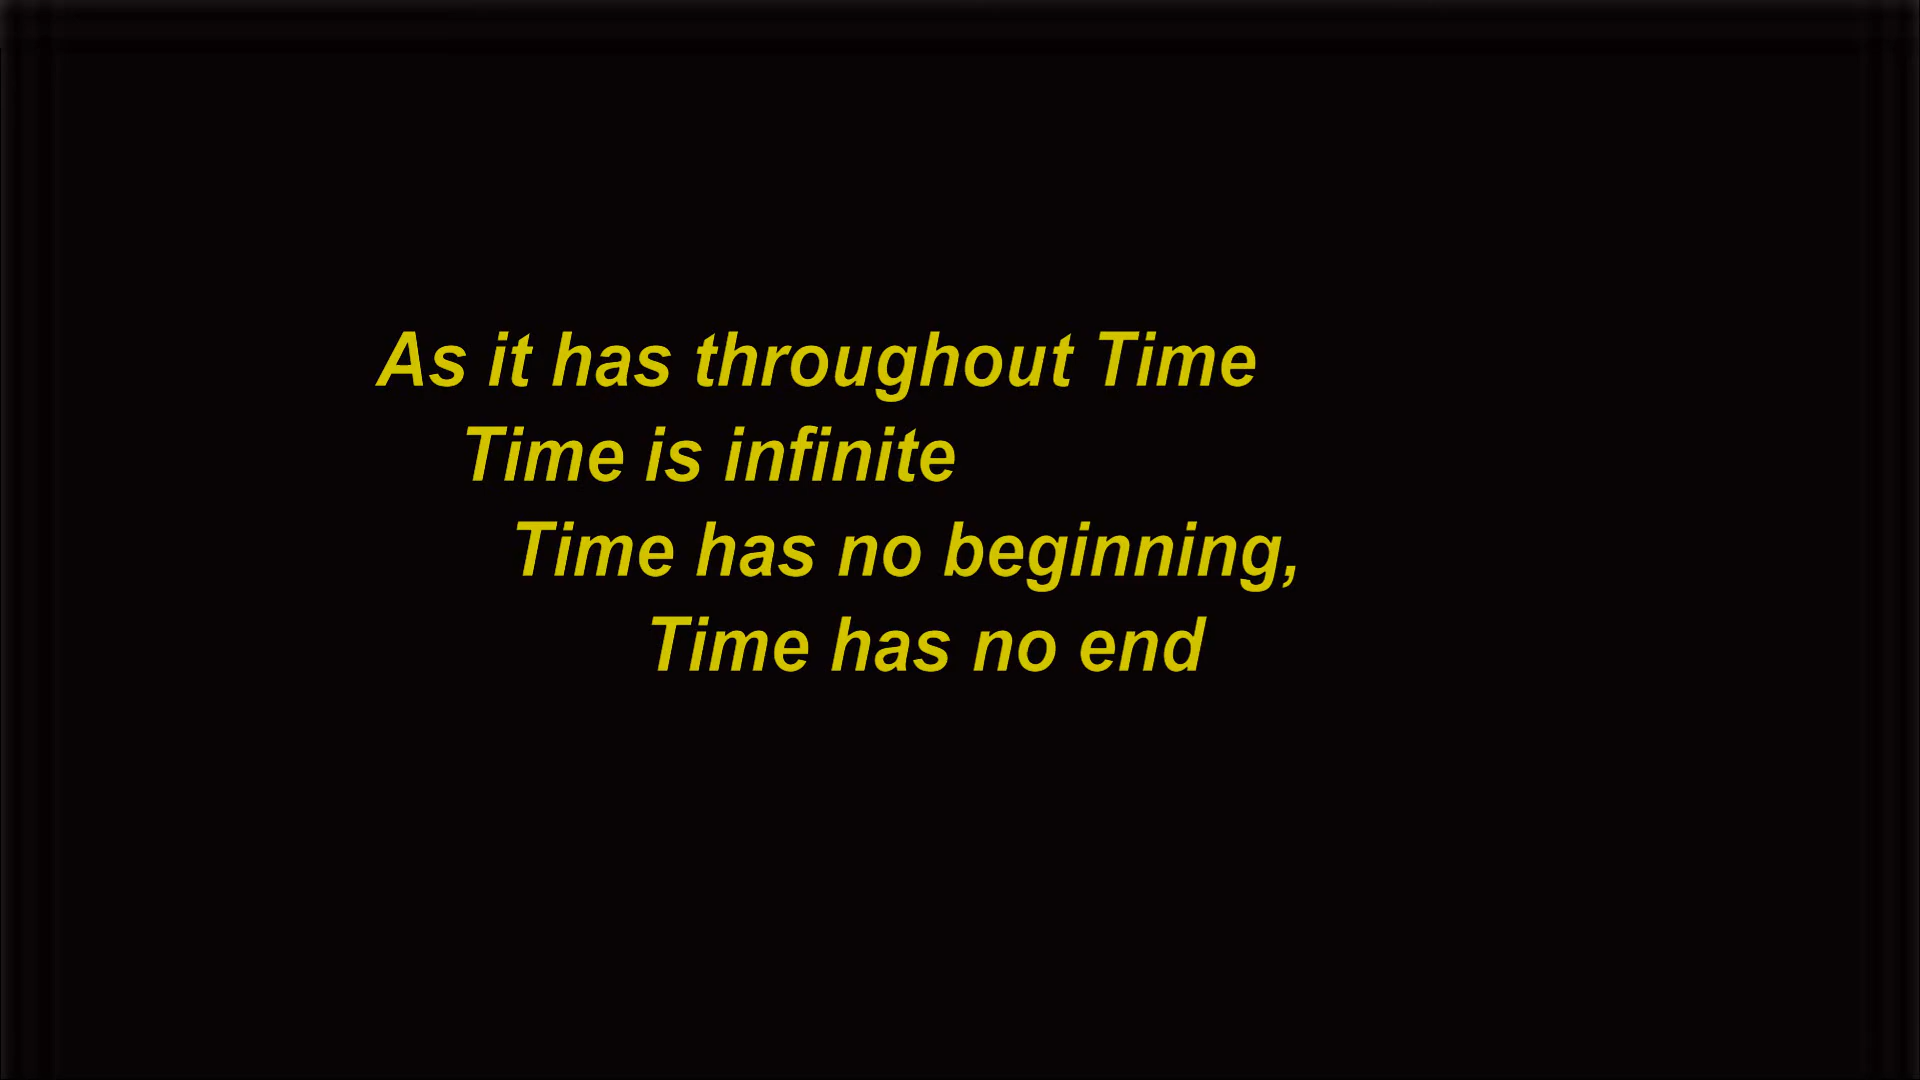 As it has throughout Time
Time is infinite
Time has no beginning,
Time has no end